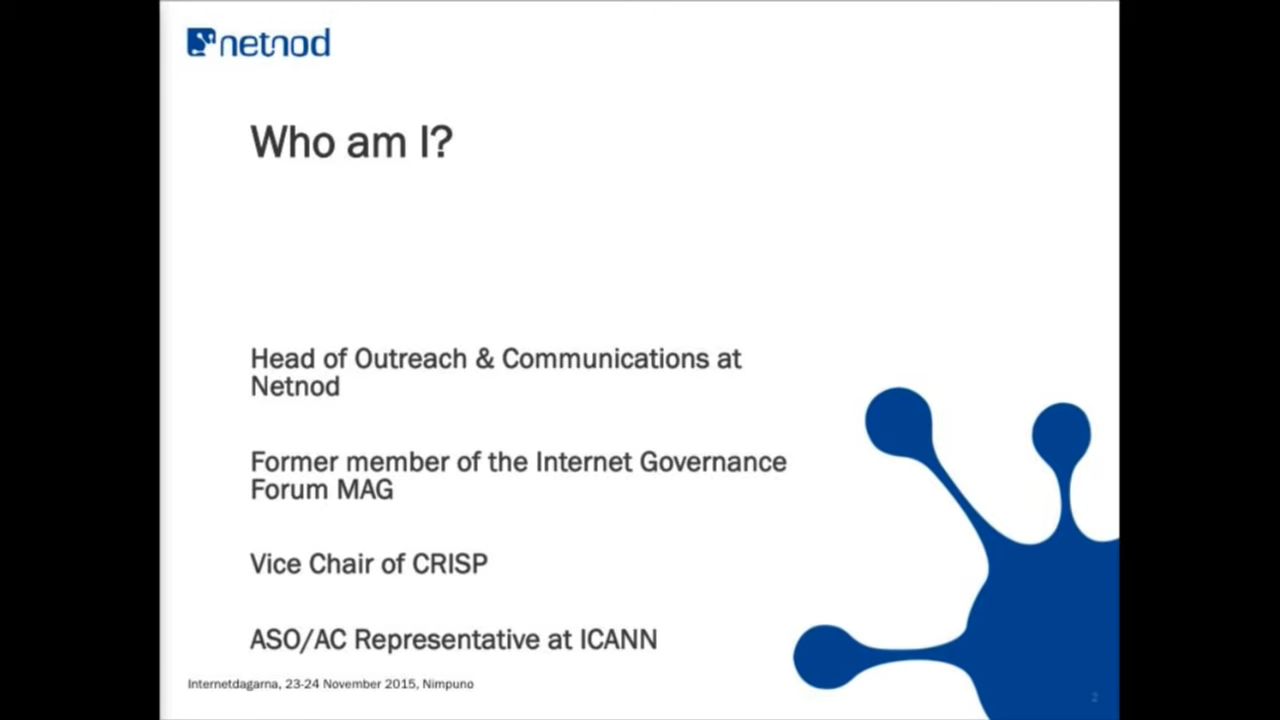 netnod
Who am I?
Head of Outreach & Communications at
Netnod
Former member of the Internet Governance
Forum MAG
Vice Chair of CRISP
ASO/AC Representative at ICANN
Internetdagarna, 23-24 November 2015, Nimpuno
2